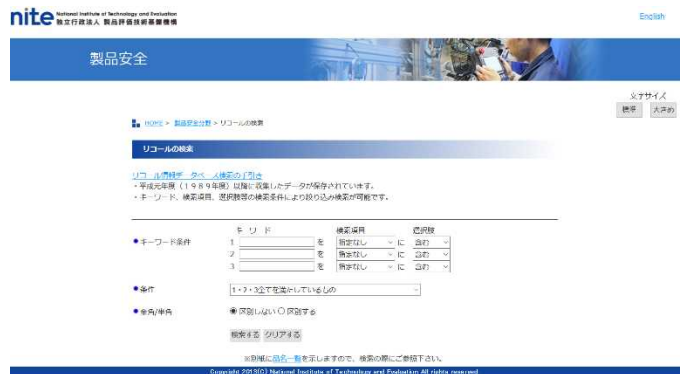 nite National Institute of Technology and Evaluation
独立行政法人 製品評価技術基盤機構
English
製品安全
文字サイズ
標準 大きめ
HOME > 製品安全分野 > リコールの検索
リコールの検索
リコール情報データベース検索の手引き
・平成元年度(1989年度)以降に収集したデータが保存されています。
・キーワード、検索項目、選択肢等の検索条件により絞り込み検索が可能です。
キーワード 検索項目 選択肢
●キーワード条件 1 を 指定なし に 含む
2 を 指定なし に 含む
3 を 指定なし に 含む
●条件 1・2・3全てを満たしているもの
●全角/半角 区別しない 区別する
検索する クリアする
※別紙に品名一覧を示しますので、検索の際にご参照下さい。
Copyright 2013(C) National Institute of Technology and Evaluation All rights reserved